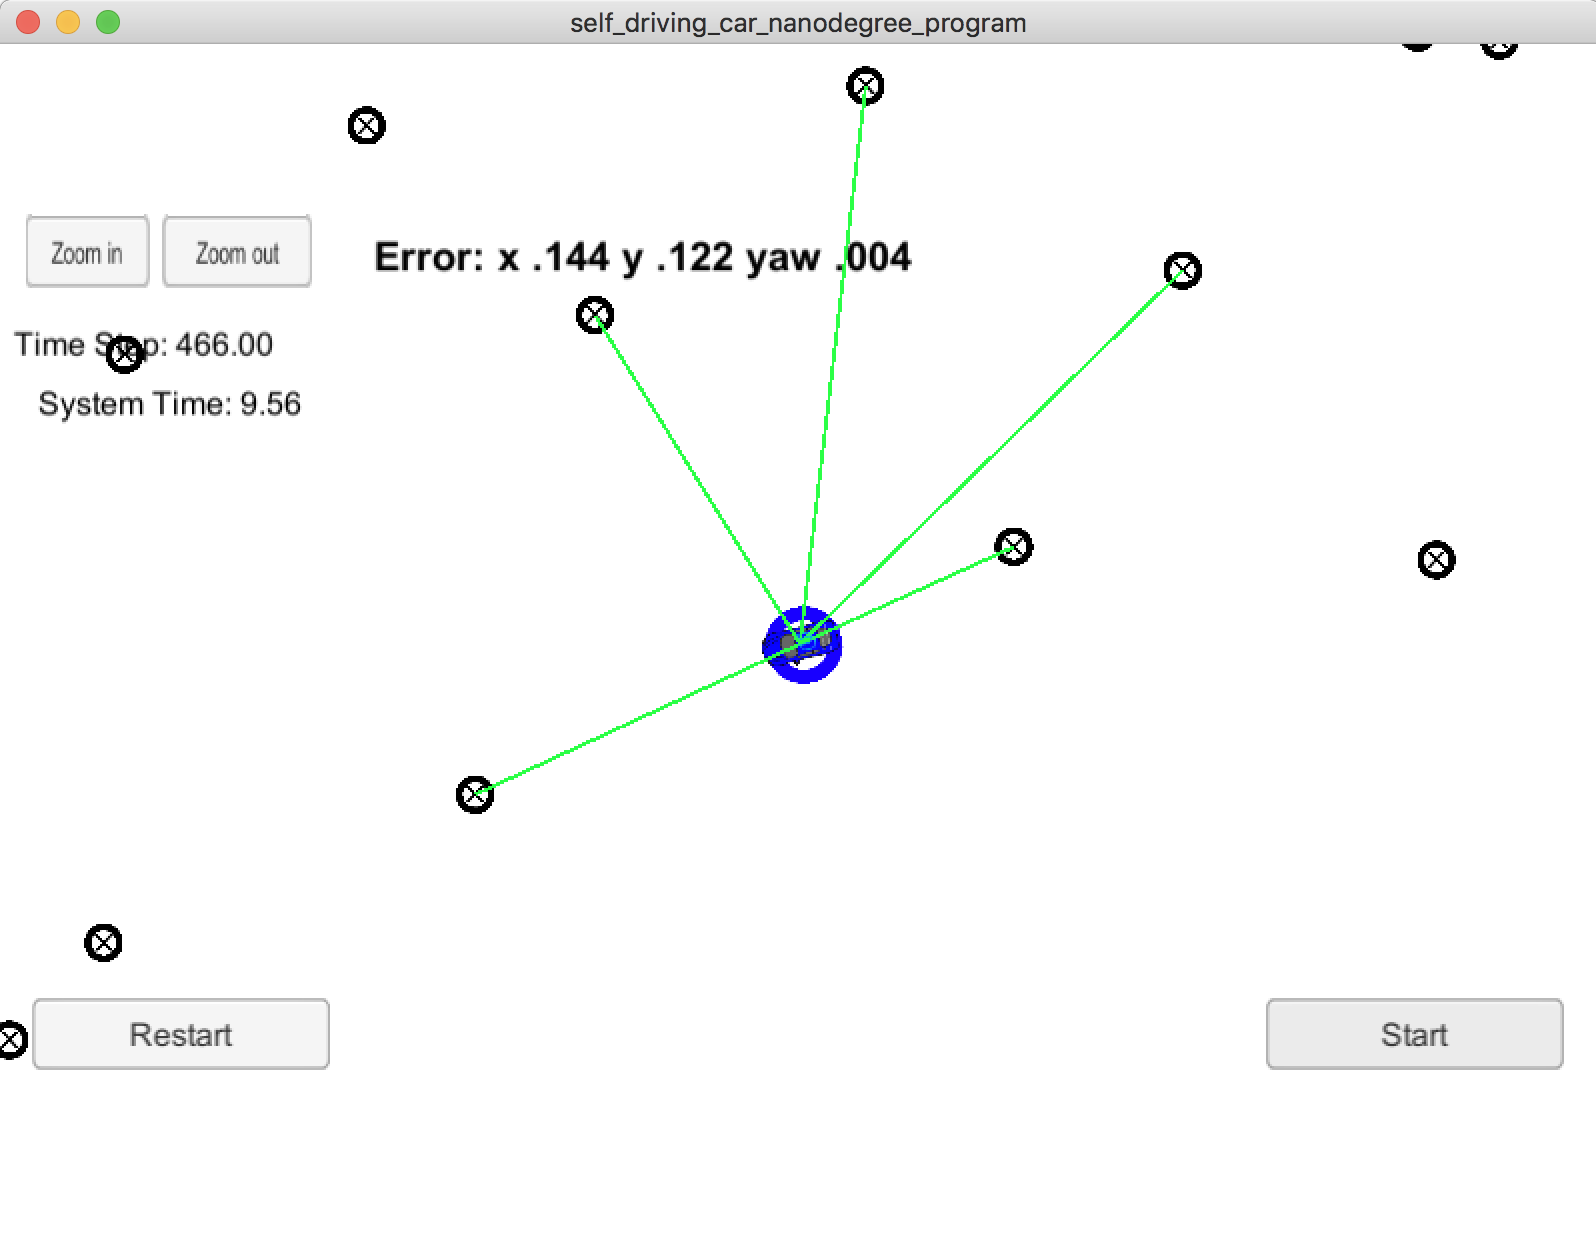 self_driving_car_nanodegree_program
Zoom in
Zoom out
Error: x .144 y .122 yaw .004
Time Step: 466.00
System Time: 9.56
Restart
Start